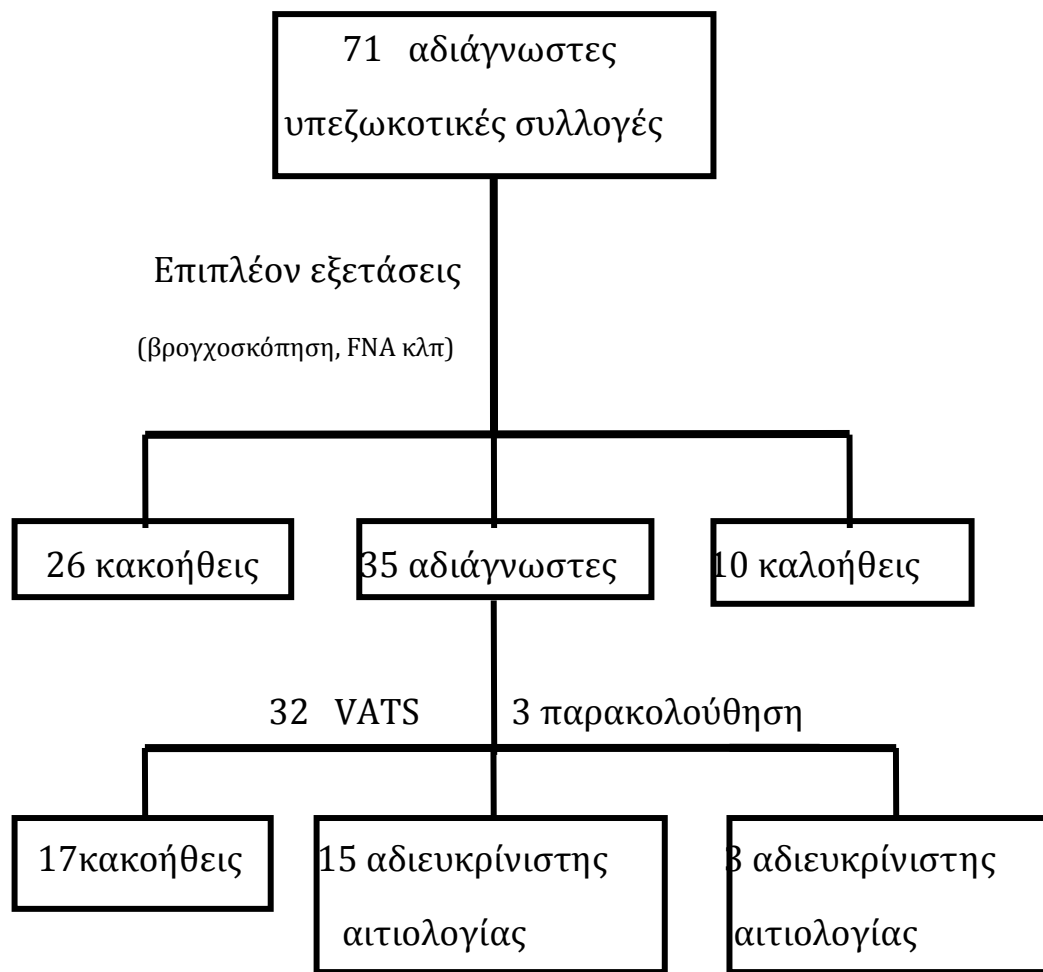 71 αδιάγνωστες
υπεζωκοτικές συλλογές
Επιπλέον εξετάσεις
(βρογχοσκόπηση, FNA κλπ)
26 κακοήθεις
35 αδιάγνωστες
10 καλοήθεις
32 VATS
3 παρακολούθηση
17κακοήθεις
15 αδιευκρίνιστης
αιτιολογίας
3 αδιευκρίνιστης
αιτιολογίας